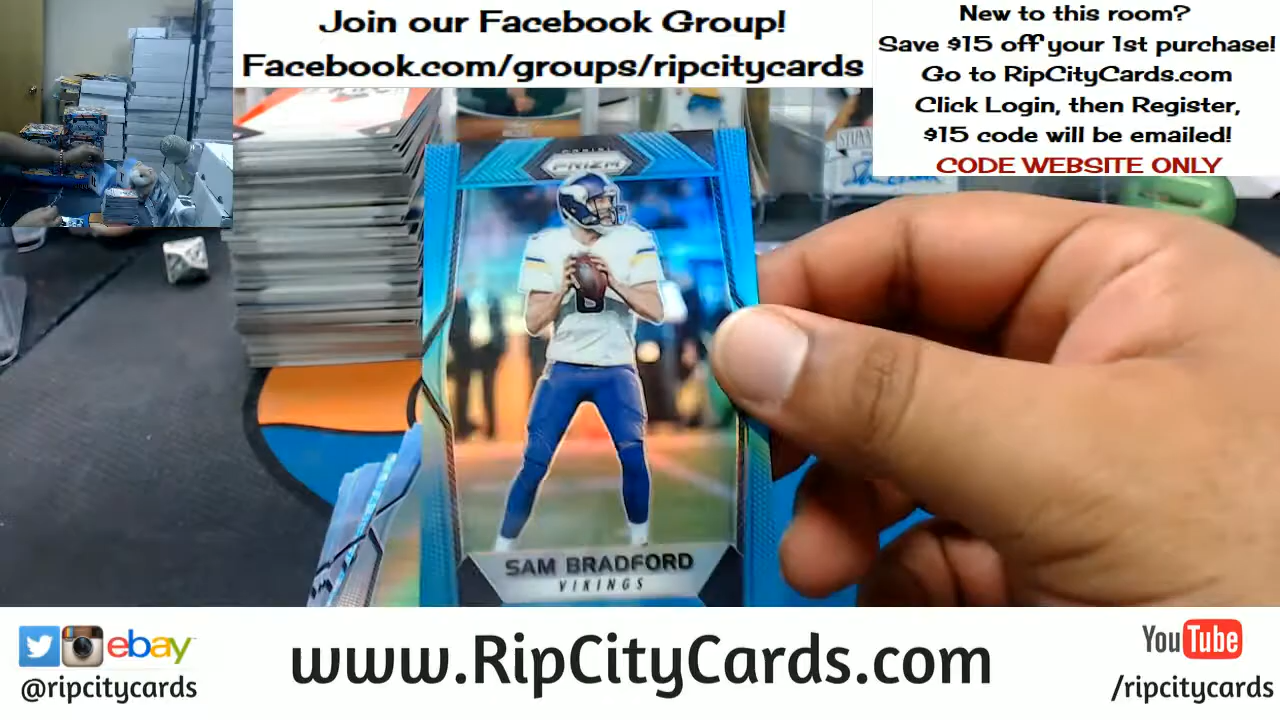 Join our Facebook Group!
Facebook.com/groups/ripcitycards
New to this room?
Save $15 off your 1st purchase!
Go to RipCityCards.com
Click Login, then Register,
$15 code will be emailed!
CODE WEBSITE ONLY
PANINI
PRIZM
8
SAM BRADFORD
VIKINGS
ebay
@ripcitycards
www.RipCityCards.com
YouTube
/ripcitycards